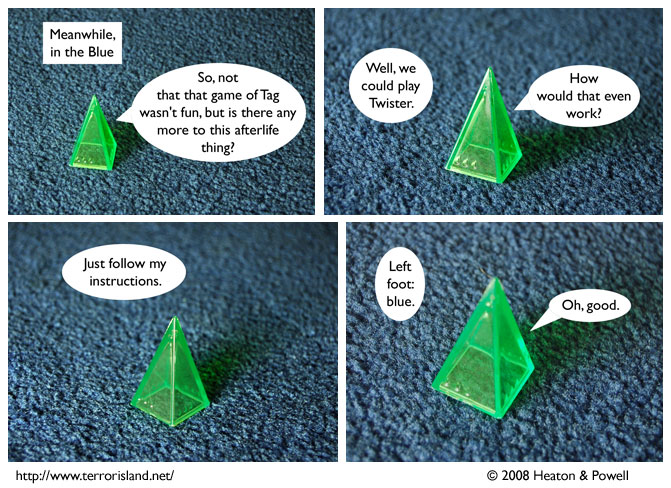 Meanwhile,
in the Blue
So, not
that that game of Tag
wasn't fun, but is there any
more to this afterlife
thing?
Well, we
could play
Twister.
How
would that even
work?
Just follow my
instructions.
Left
foot:
blue.
Oh, good.
http://www.terrorisland.net/
© 2008 Heaton & Powell